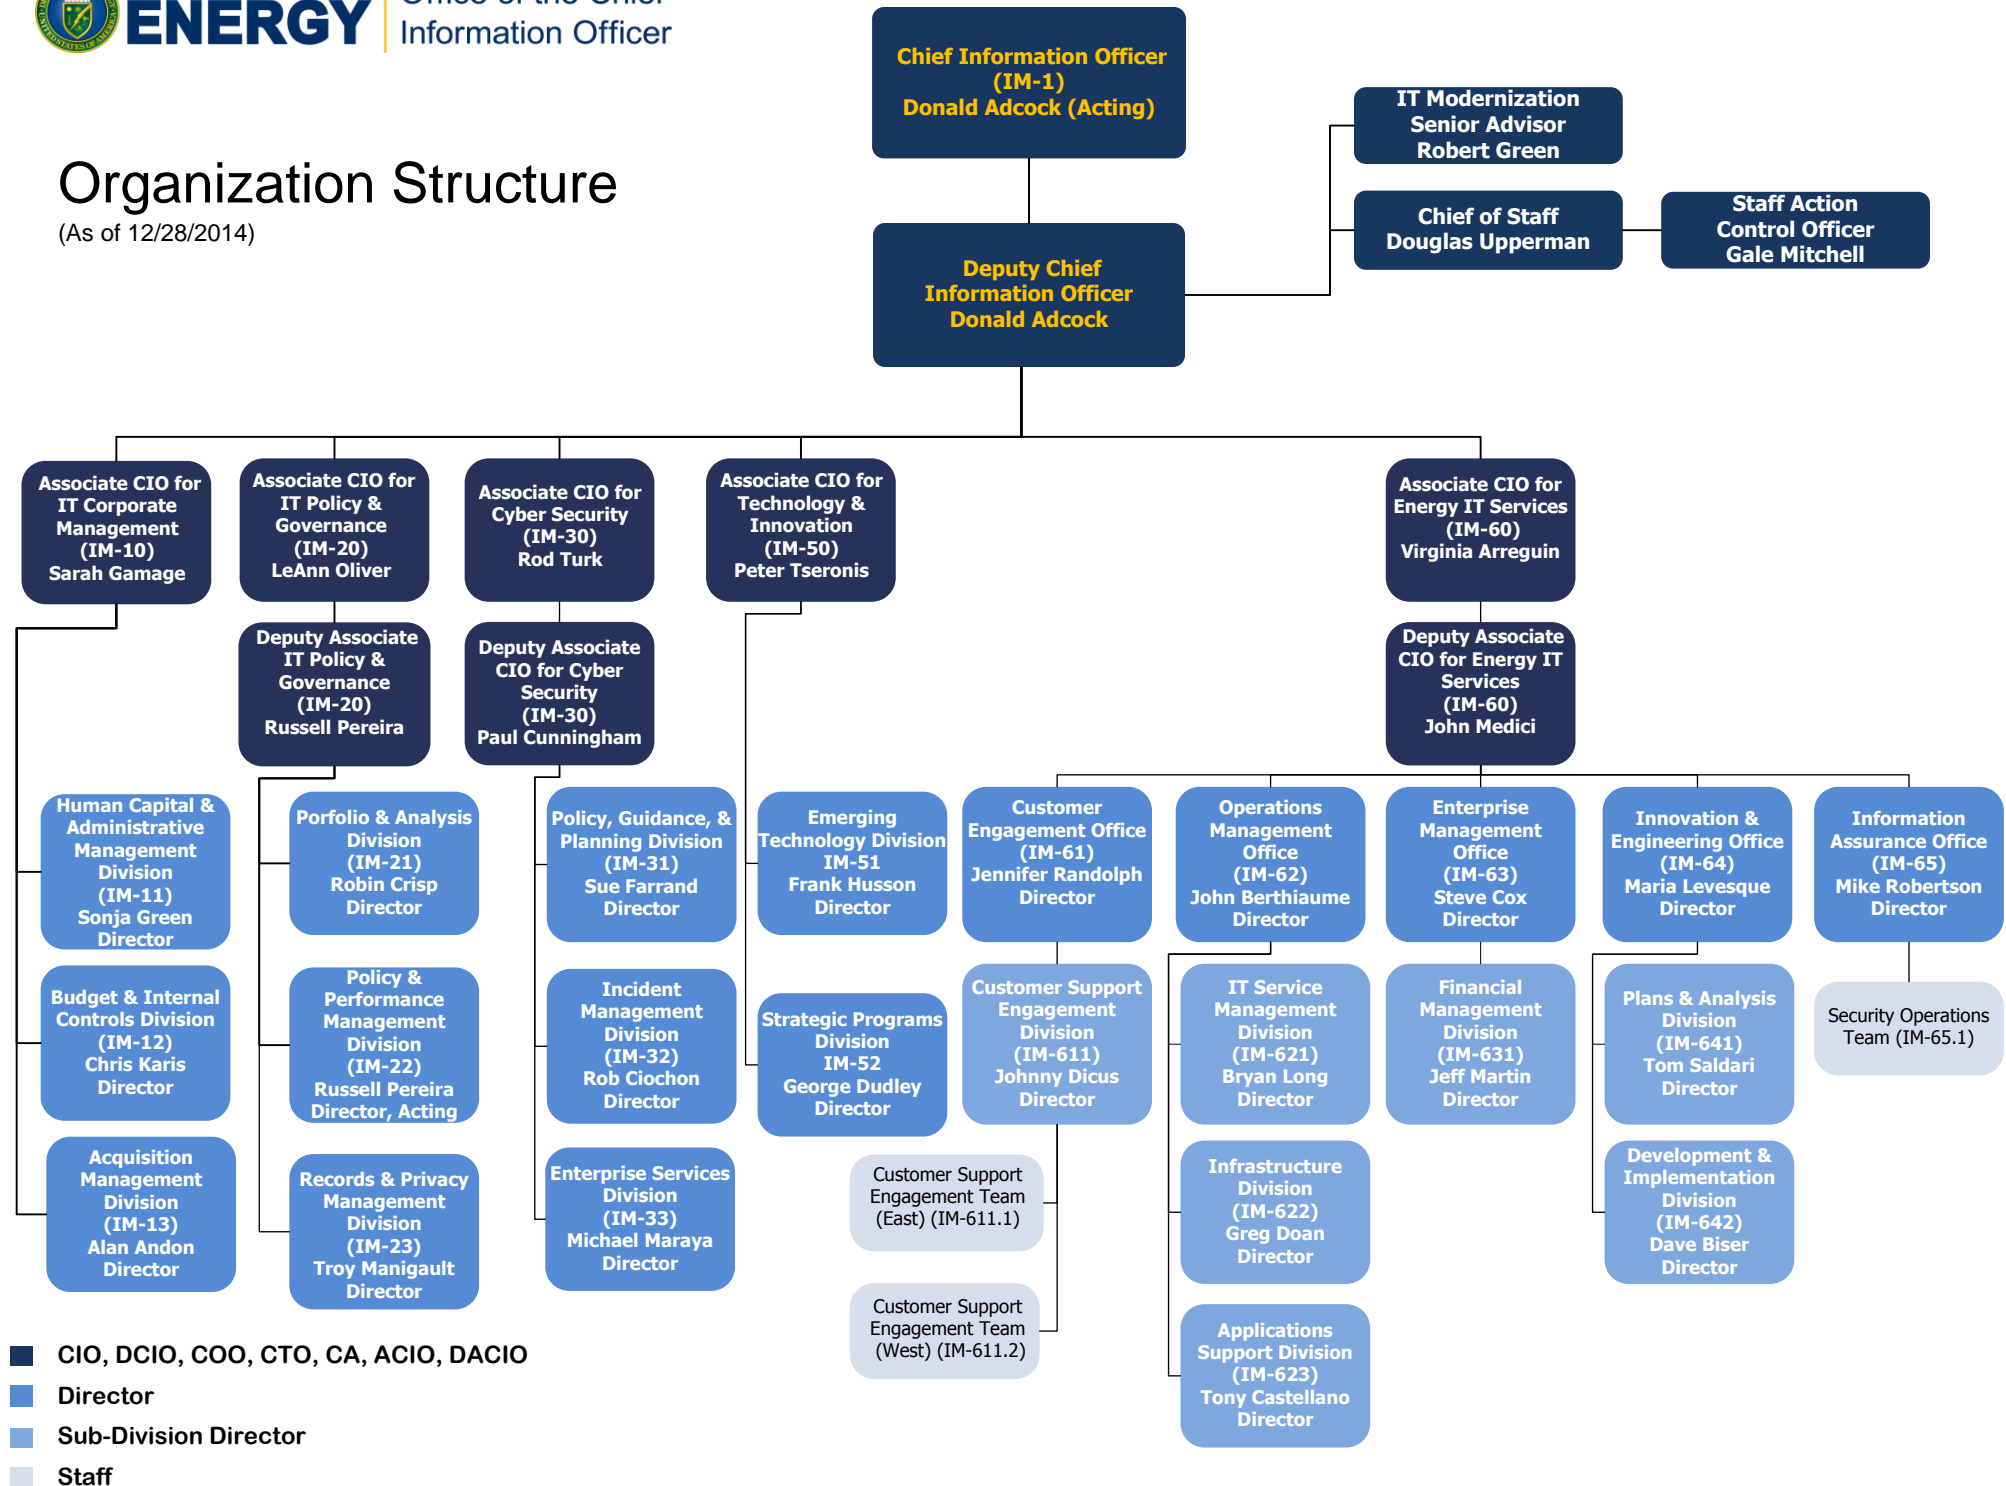 ENERGY
Office of the Chief
Information Officer
Organization Structure
(As of 12/28/2014)
Chief Information Officer
(IM-1)
Donald Adcock (Acting)
IT Modernization
Senior Advisor
Robert Green
Chief of Staff
Douglas Upperman
Staff Action
Control Officer
Gale Mitchell
Deputy Chief
Information Officer
Donald Adcock
Associate CIO for
IT Corporate
Management
(IM-10)
Sarah Gamage
Associate CIO for
IT Policy &
Governance
(IM-20)
LeAnn Oliver
Associate CIO for
Cyber Security
(IM-30)
Rod Turk
Associate CIO for
Technology &
Innovation
(IM-50)
Peter Tseronis
Associate CIO for
Energy IT Services
(IM-60)
Virginia Arreguin
Deputy Associate
IT Policy &
Governance
(IM-20)
Russell Pereira
Deputy Associate
CIO for Cyber
Security
(IM-30)
Paul Cunningham
Deputy Associate
CIO for Energy IT
Services
(IM-60)
John Medici
Human Capital &
Administrative
Management
Division
(IM-11)
Sonja Green
Director
Porfolio & Analysis
Division
(IM-21)
Robin Crisp
Director
Policy, Guidance, &
Planning Division
(IM-31)
Sue Farrand
Director
Emerging
Technology Division
IM-51
Frank Husson
Director
Customer
Engagement Office
(IM-61)
Jennifer Randolph
Director
Operations
Management
Office
(IM-62)
John Berthiaume
Director
Enterprise
Management
Office
(IM-63)
Steve Cox
Director
Innovation &
Engineering Office
(IM-64)
Maria Levesque
Director
Information
Assurance Office
(IM-65)
Mike Robertson
Director
Budget & Internal
Controls Division
(IM-12)
Chris Karis
Director
Policy &
Performance
Management
Division
(IM-22)
Russell Pereira
Director, Acting
Incident
Management
Division
(IM-32)
Rob Ciochon
Director
Strategic Programs
Division
IM-52
George Dudley
Director
Customer Support
Engagement
Division
(IM-611)
Johnny Dicus
Director
IT Service
Management
Division
(IM-621)
Bryan Long
Director
Financial
Management
Division
(IM-631)
Jeff Martin
Director
Plans & Analysis
Division
(IM-641)
Tom Saldari
Director
Security Operations
Team (IM-65.1)
Acquisition
Management
Division
(IM-13)
Alan Andon
Director
Records & Privacy
Management
Division
(IM-23)
Troy Manigault
Director
Enterprise Services
Division
(IM-33)
Michael Maraya
Director
Customer Support
Engagement Team
(East) (IM-611.1)
Infrastructure
Division
(IM-622)
Greg Doan
Director
Development &
Implementation
Division
(IM-642)
Dave Biser
Director
Customer Support
Engagement Team
(West) (IM-611.2)
Applications
Support Division
(IM-623)
Tony Castellano
Director
CIO, DCIO, COO, CTO, CA, ACIO, DACIO
Director
Sub-Division Director
Staff